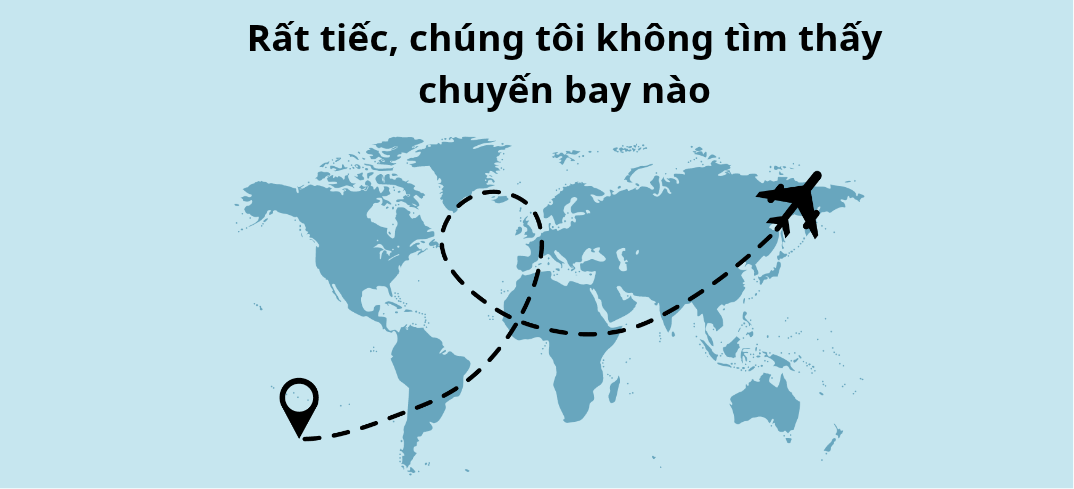 Rất tiếc, chúng tôi không tìm thấy
chuyến bay nào